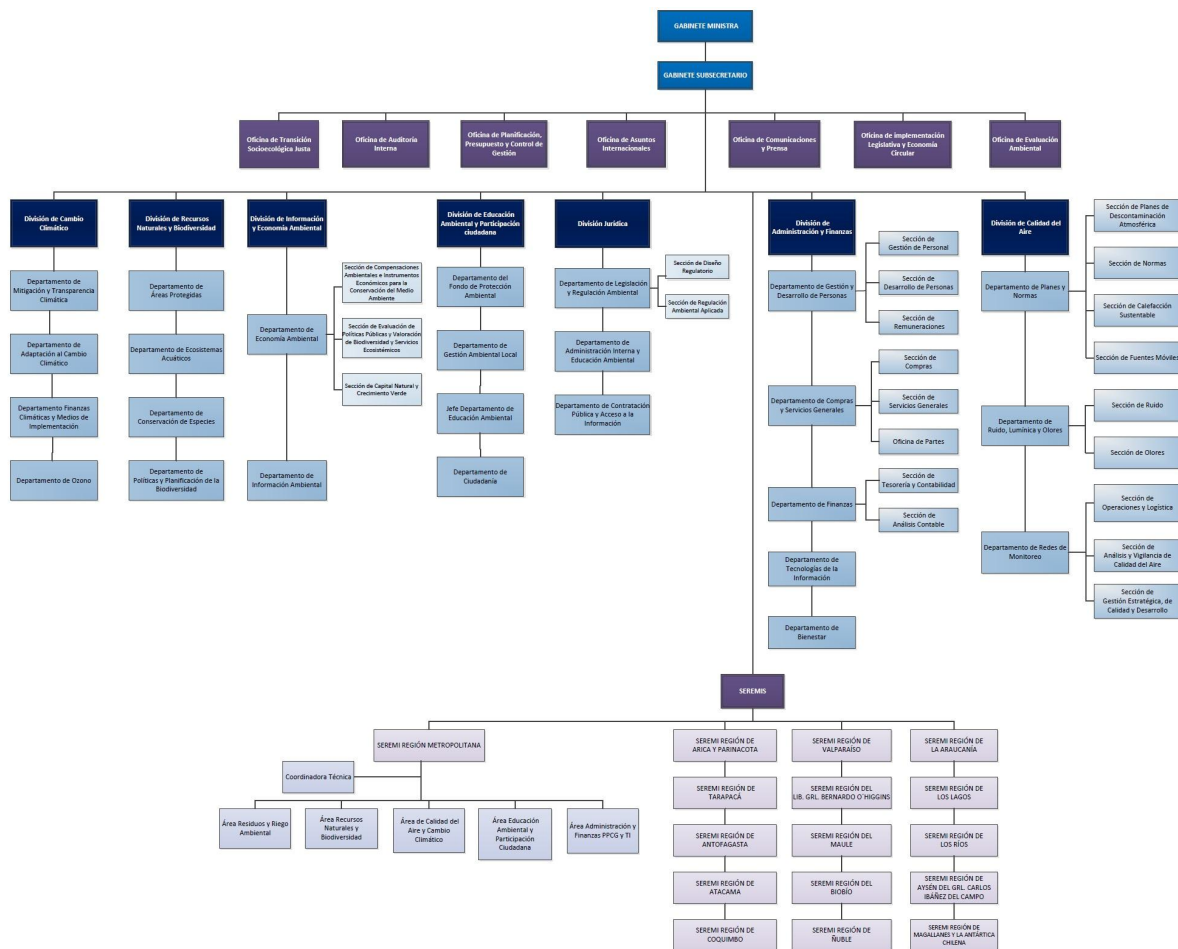 GABINETE MINISTRA
GABINETE SUBSECRETARIO
Oficina de Transición
Socioecológica Justa
Oficina de Auditoría
Interna
Oficina de Planificación,
Presupuesto y Control de
Gestión
Oficina de Asuntos
Internacionales
Oficina de Comunicaciones
y Prensa
Oficina de implementación
Legislativa y Economía
Circular
Oficina de Evaluación
Ambiental
División de Cambio
Climático
Departamento de
Mitigación y Transparencia
Climática
Departamento de
Adaptación al Cambio
Climático
Departamento Finanzas
Climáticas y Medios de
Implementación
Departamento de Ozono
División de Recursos
Naturales y Biodiversidad
Departamento de
Áreas Protegidas
Departamento de Ecosistemas
Acuáticos
Departamento de
Conservación de Especies
Departamento de
Políticas y Planificación de la
Biodiversidad
División de Información
y Economía Ambiental
Departamento de
Economía Ambiental
Sección de Compensaciones
Ambientales e Instrumentos
Económicos para la
Conservación del Medio
Ambiente
Sección de Evaluación de
Políticas Públicas y Valoración
de Biodiversidad y Servicios
Ecosistémicos
Sección de Capital Natural y
Crecimiento Verde
Departamento de
Información Ambiental
División de Educación
Ambiental y Participación
ciudadana
Departamento del
Fondo de Protección
Ambiental
Departamento de
Gestión Ambiental Local
Jefe Departamento de
Educación Ambiental
Departamento de
Ciudadanía
División Jurídica
Departamento de Legislación
y Regulación Ambiental
Sección de Diseño
Regulatorio
Sección de Regulación
Ambiental Aplicada
Departamento de
Administración Interna y
Educación Ambiental
Departamento de Contratación
Pública y Acceso a la
Información
División de
Administración y Finanzas
Departamento de Gestión y
Desarrollo de Personas
Sección de
Gestión de Personal
Sección de
Desarrollo de Personas
Sección de
Remuneraciones
Departamento de Compras
y Servicios Generales
Sección de
Compras
Sección de
Servicios Generales
Oficina de Partes
Departamento de Finanzas
Sección de
Tesorería y Contabilidad
Sección de
Análisis Contable
Departamento de
Tecnologías de la
Información
Departamento de
Bienestar
División de Calidad del
Aire
Departamento de Planes y
Normas
Sección de Planes de
Descontaminación
Atmosférica
Sección de Normas
Sección de Calefacción
Sustentable
Sección de Fuentes Móviles
Departamento de
Ruido, Lumínica y Olores
Sección de Ruido
Sección de Olores
Departamento de Redes de
Monitoreo
Sección de
Operaciones y Logística
Sección de
Análisis y Vigilancia de
Calidad del Aire
Sección de
Gestión Estratégica, de
Calidad y Desarrollo
SEREMIS
SEREMI REGIÓN METROPOLITANA
Coordinadora Técnica
Área Residuos y Riego
Ambiental
Área Recursos
Naturales y
Biodiversidad
Área de Calidad del
Aire y Cambio
Climático
Área Educación
Ambiental y
Participación
Ciudadana
Área Administración y
Finanzas PPCG y TI
SEREMI REGIÓN DE
ARICA Y PARINACOTA
SEREMI REGIÓN DE
TARAPACÁ
SEREMI REGIÓN DE
ANTOFAGASTA
SEREMI REGIÓN DE
ATACAMA
SEREMI REGIÓN DE
COQUIMBO
SEREMI REGIÓN DE
VALPARAÍSO
SEREMI REGIÓN DEL
LIB. GRL. BERNARDO O´HIGGINS
SEREMI REGIÓN DEL
MAULE
SEREMI REGIÓN DEL
BIOBÍO
SEREMI REGIÓN DE
ÑUBLE
SEREMI REGIÓN DE
LA ARAUCANÍA
SEREMI REGIÓN DE
LOS LAGOS
SEREMI REGIÓN DE
LOS RÍOS
SEREMI REGIÓN DE
AYSÉN DEL GRL. CARLOS
IBÁÑEZ DEL CAMPO
SEREMI REGIÓN DE
MAGALLANES Y LA ANTÁRTICA
CHILENA